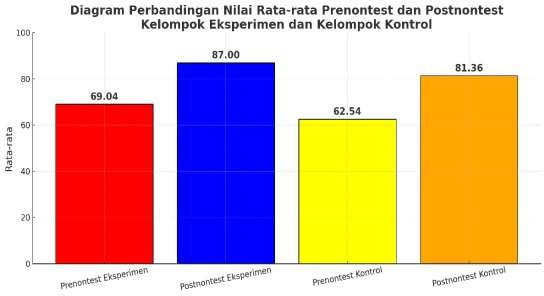 Diagram Perbandingan Nilai Rata-rata Prenontest dan Postnontest
Kelompok Eksperimen dan Kelompok Kontrol
100
87.00
81.36
80
69.04
62.54
60
Rata-rata
40
20
0
Prenontest Eksperimen
Postnontest Eksperimen
Prenontest Kontrol
Postnontest Kontrol